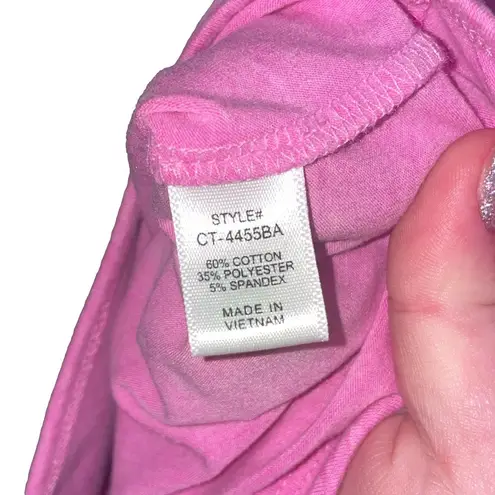 STYLE#
CT-4455BA
60% COTTON
35% POLYESTER
5% SPANDEX
MADE IN
VIETNAM